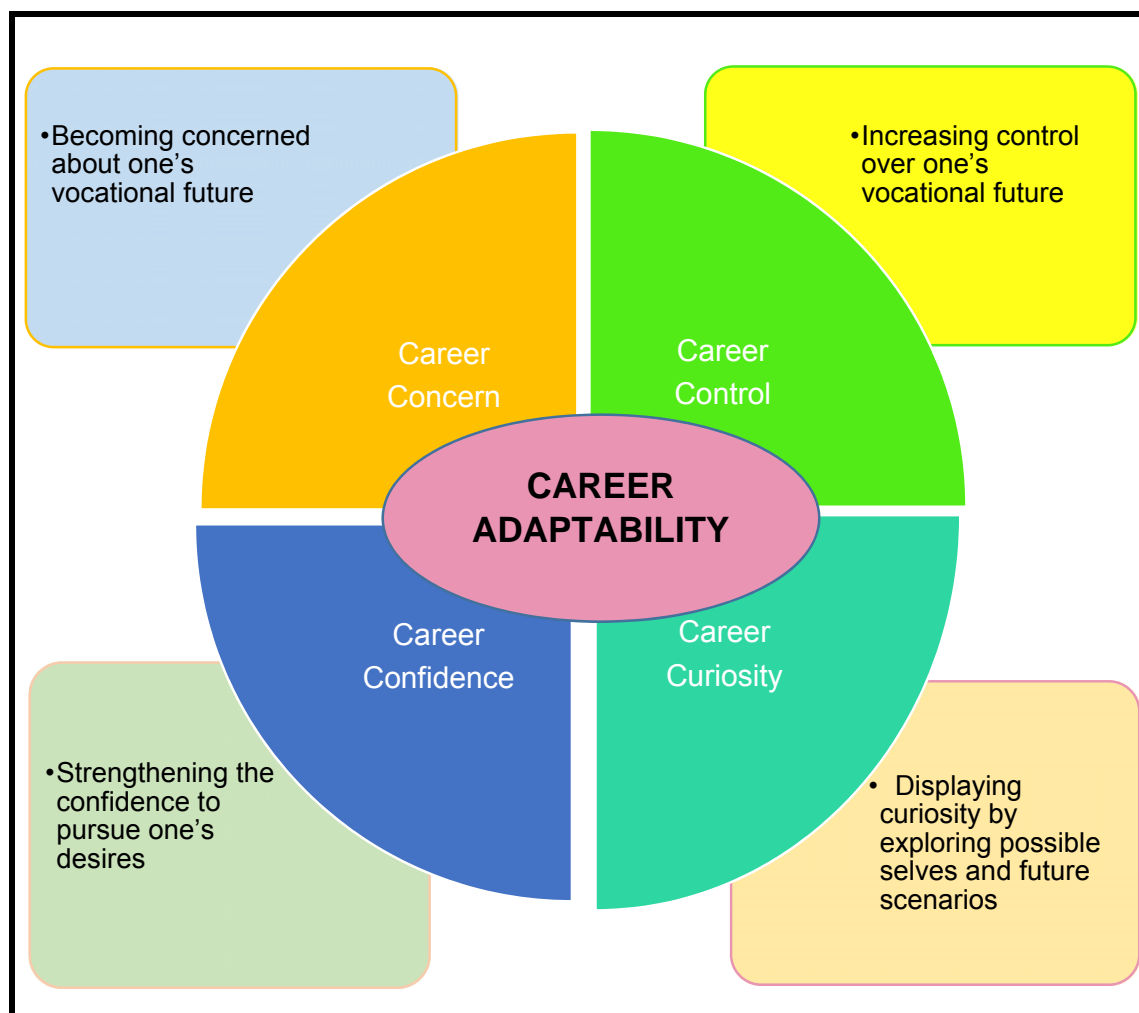 •Becoming concerned
about one’s
vocational future
•Increasing control
over one’s
vocational future
Career
Concern
Career
Control
CAREER
ADAPTABILITY
Career
Confidence
Career
Curiosity
•Strengthening the
confidence to
pursue one’s
desires
• Displaying
curiosity by
exploring possible
selves and future
scenarios